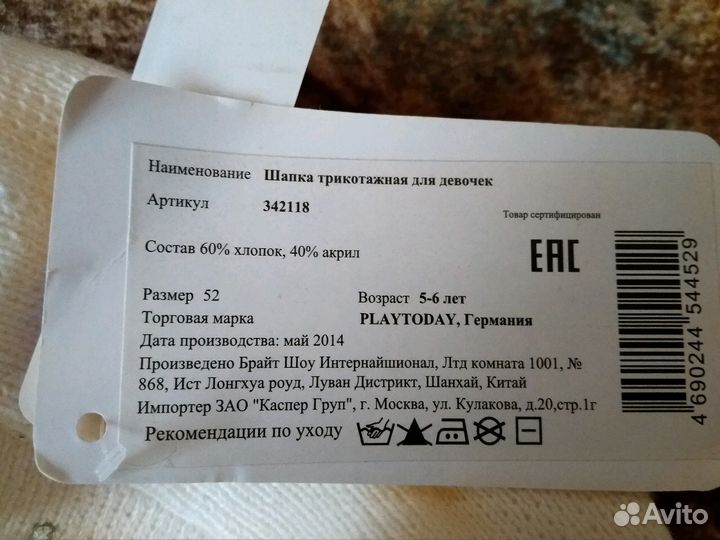 Наименование Шапка трикотажная для девочек
Артикул 342118
Товар сертифицирован
Состав 60% хлопок, 40% акрил
EAC
Размер 52 Возраст 5-6 лет
Торговая марка PLAYTODAY, Германия
Дата производства: май 2014
Произведено Брайт Шоу Интернайшионал, Лтд комната 1001, №
868, Ист Лонгхуа роуд, Луван Дистрикт, Шанхай, Китай
Импортер ЗАО "Каспер Груп", г. Москва, ул. Кулакова, д.20,стр.1г
Рекомендации по уходу
4 690244 544529
Avito